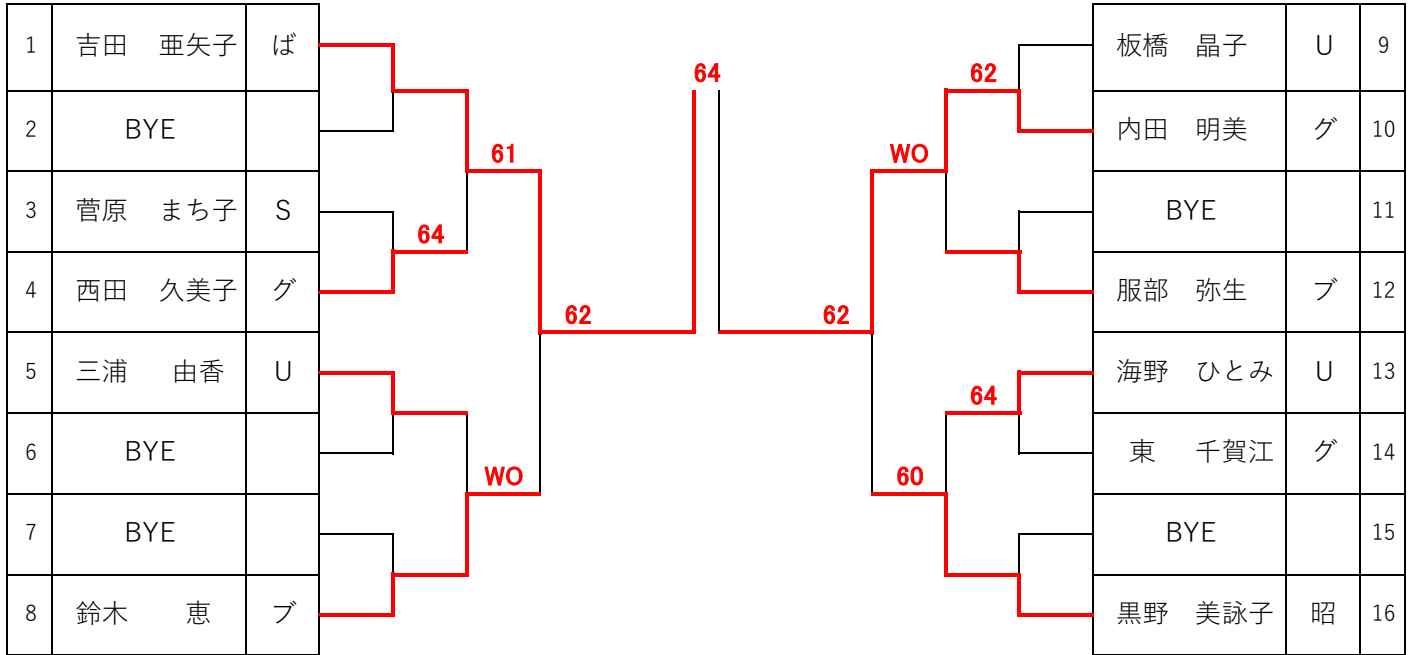 1 吉田 亜矢子 ば
2 BYE
3 菅原 まち子 S
4 西田 久美子 グ
5 三浦 由香 U
6 BYE
7 BYE
8 鈴木 恵 ブ
61
64
62
WO
64
62
WO
62
64
60
板橋 晶子 U 9
内田 明美 グ 10
BYE 11
服部 弥生 ブ 12
海野 ひとみ U 13
東 千賀江 グ 14
BYE 15
黒野 美詠子 昭 16